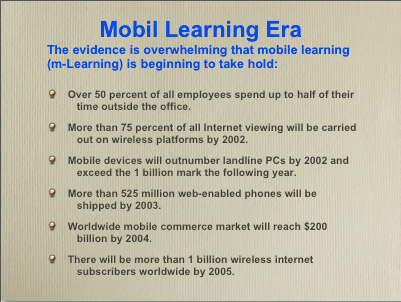 Mobil Learning Era
The evidence is overwhelming that mobile learning
(m-Learning) is beginning to take hold:
Over 50 percent of all employees spend up to half of their
time outside the office.
More than 75 percent of all Internet viewing will be carried
out on wireless platforms by 2002.
Mobile devices will outnumber landline PCs by 2002 and
exceed the 1 billion mark the following year.
More than 525 million web-enabled phones will be
shipped by 2003.
Worldwide mobile commerce market will reach $200
billion by 2004.
There will be more than 1 billion wireless internet
subscribers worldwide by 2005.